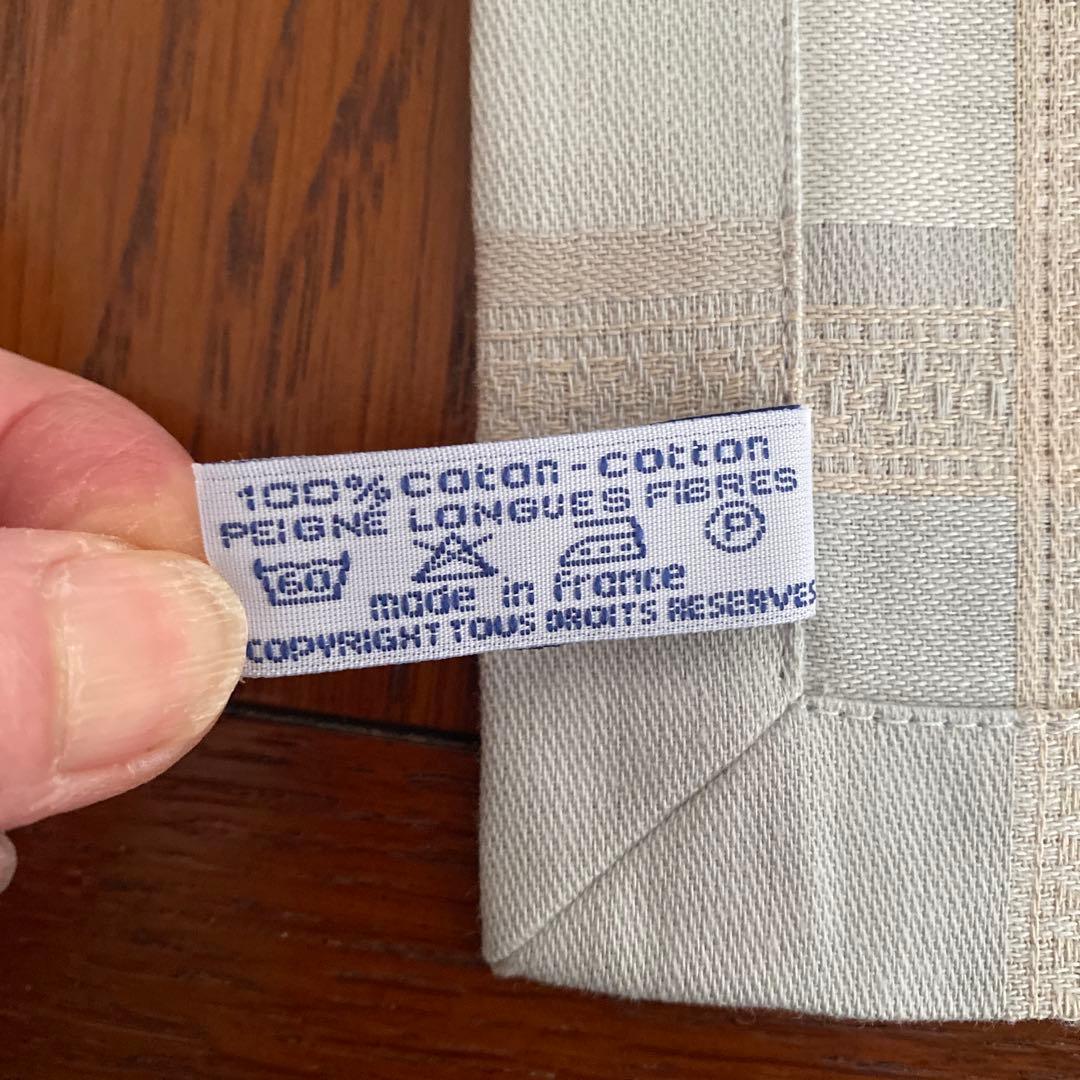 100% coton - cotton
PEIGNÉ LONGUES FIBRES
60 P
made in france
COPYRIGHT TOUS DROITS RESERVES